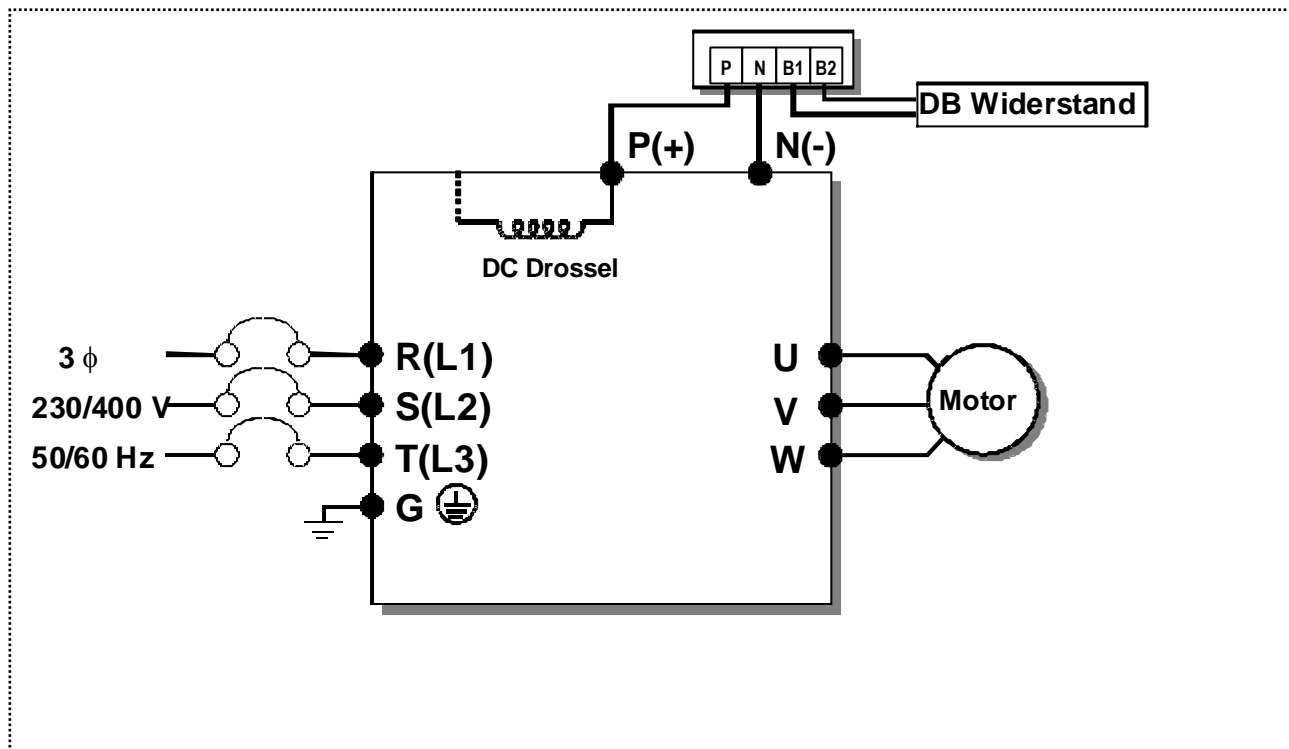 P N B1 B2
DB Widerstand
P(+) N(-)
DC Drossel
3 ϕ
R(L1)
U
230/400 V
S(L2)
V
Motor
50/60 Hz
T(L3)
W
G